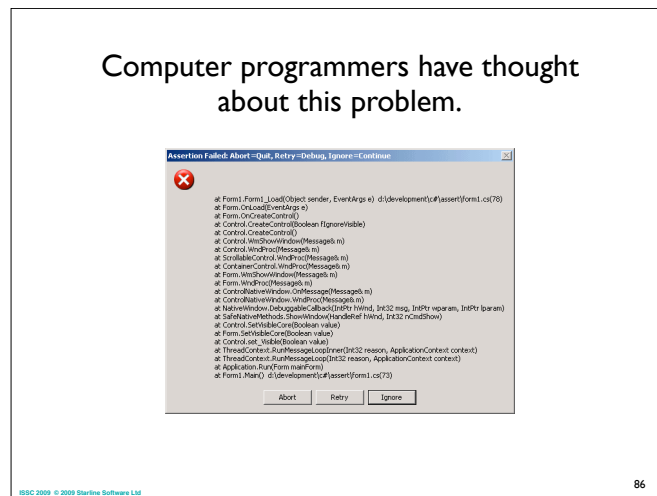 Computer programmers have thought
about this problem.
Assertion Failed: Abort=Quit, Retry=Debug, Ignore=Continue
at Form1.Form1_Load(Object sender, EventArgs e) d:\development\c#\assert\form1.cs(78)
at Form.OnLoad(EventArgs e)
at Form.OnCreateControl()
at Control.CreateControl(Boolean fIgnoreVisible)
at Control.CreateControl()
at Control.WmShowWindow(Message& m)
at Control.WndProc(Message& m)
at ScrollableControl.WndProc(Message& m)
at ContainerControl.WndProc(Message& m)
at Form.WmShowWindow(Message& m)
at Form.WndProc(Message& m)
at ControlNativeWindow.OnMessage(Message& m)
at ControlNativeWindow.WndProc(Message& m)
at NativeWindow.DebuggableCallback(IntPtr hWnd, Int32 msg, IntPtr wparam, IntPtr lparam)
at SafeNativeMethods.ShowWindow(HandleRef hWnd, Int32 nCmdShow)
at Control.SetVisibleCore(Boolean value)
at Form.SetVisibleCore(Boolean value)
at Control.set_Visible(Boolean value)
at ThreadContext.RunMessageLoopInner(Int32 reason, ApplicationContext context)
at ThreadContext.RunMessageLoop(Int32 reason, ApplicationContext context)
at Application.Run(Form mainForm)
at Form1.Main() d:\development\c#\assert\form1.cs(73)
Abort Retry Ignore
ISSC 2009 © 2009 Starline Software Ltd
86